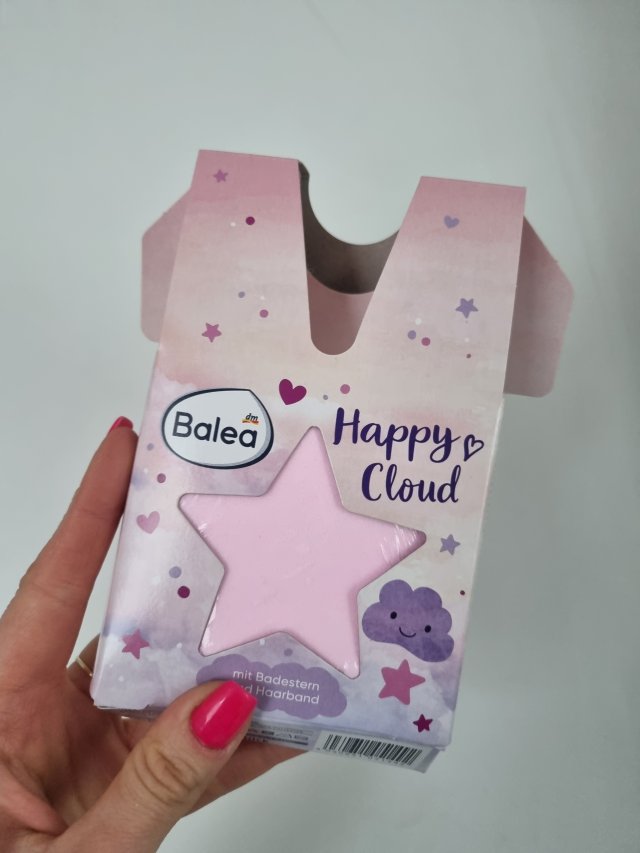 Balea
dm
Happy
Cloud
mit Badestern
Haarband